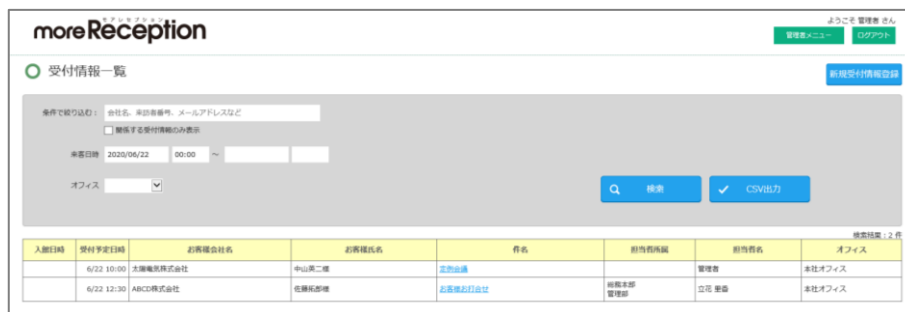 モアレセプション
moreReception
ようこそ 管理者 さん
管理者メニュー ログアウト
受付情報一覧
新規受付情報登録
条件で絞り込む： 会社名、来訪者番号、メールアドレスなど
関係する受付情報のみ表示
来客日時 2020/06/22 00:00 ～
オフィス
検索 CSV出力
検索結果：2 件
入館日時 受付予定日時 お客様会社名 お客様氏名 件名 担当者所属 担当者名 オフィス
6/22 10:00 太陽電気株式会社 中山英二様 定例会議 管理者 本社オフィス
6/22 12:30 ABCD株式会社 佐藤拓郎様 お客様お打合せ 総務本部 立花 里香 本社オフィス
管理部